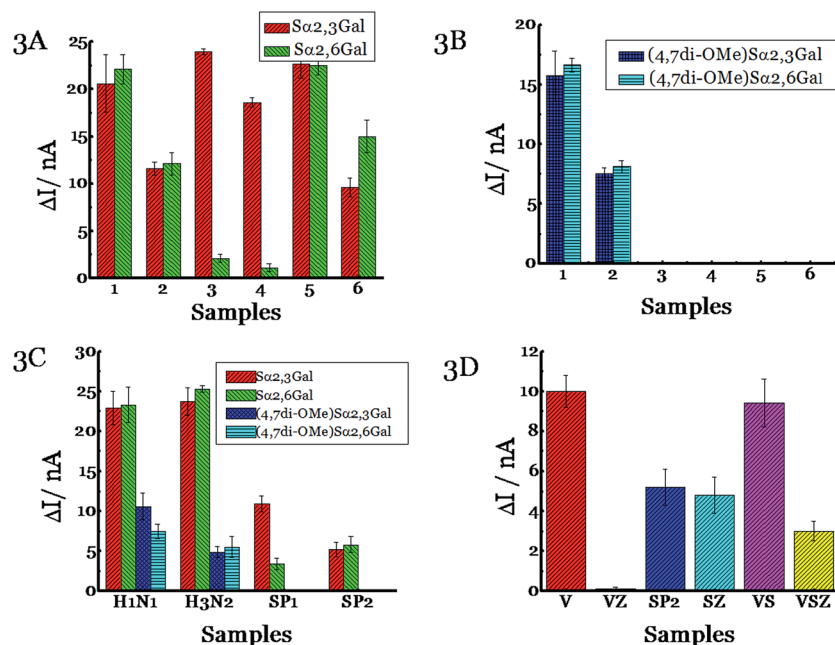 3A
Sα2,3Gal
Sα2,6Gal
ΔI/ nA
25
20
15
10
5
0
1 2 3 4 5 6
Samples
3B
(4,7di-OMe)Sα2,3Gal
(4,7di-OMe)Sα2,6Gal
ΔI/ nA
20
15
10
5
0
1 2 3 4 5 6
Samples
3C
Sα2,3Gal
Sα2,6Gal
(4,7di-OMe)Sα2,3Gal
(4,7di-OMe)Sα2,6Gal
ΔI/ nA
30
25
20
15
10
5
0
H1N1 H3N2 SP1 SP2
Samples
3D
ΔI/ nA
12
10
8
6
4
2
0
V VZ SP2 SZ VS VSZ
Samples